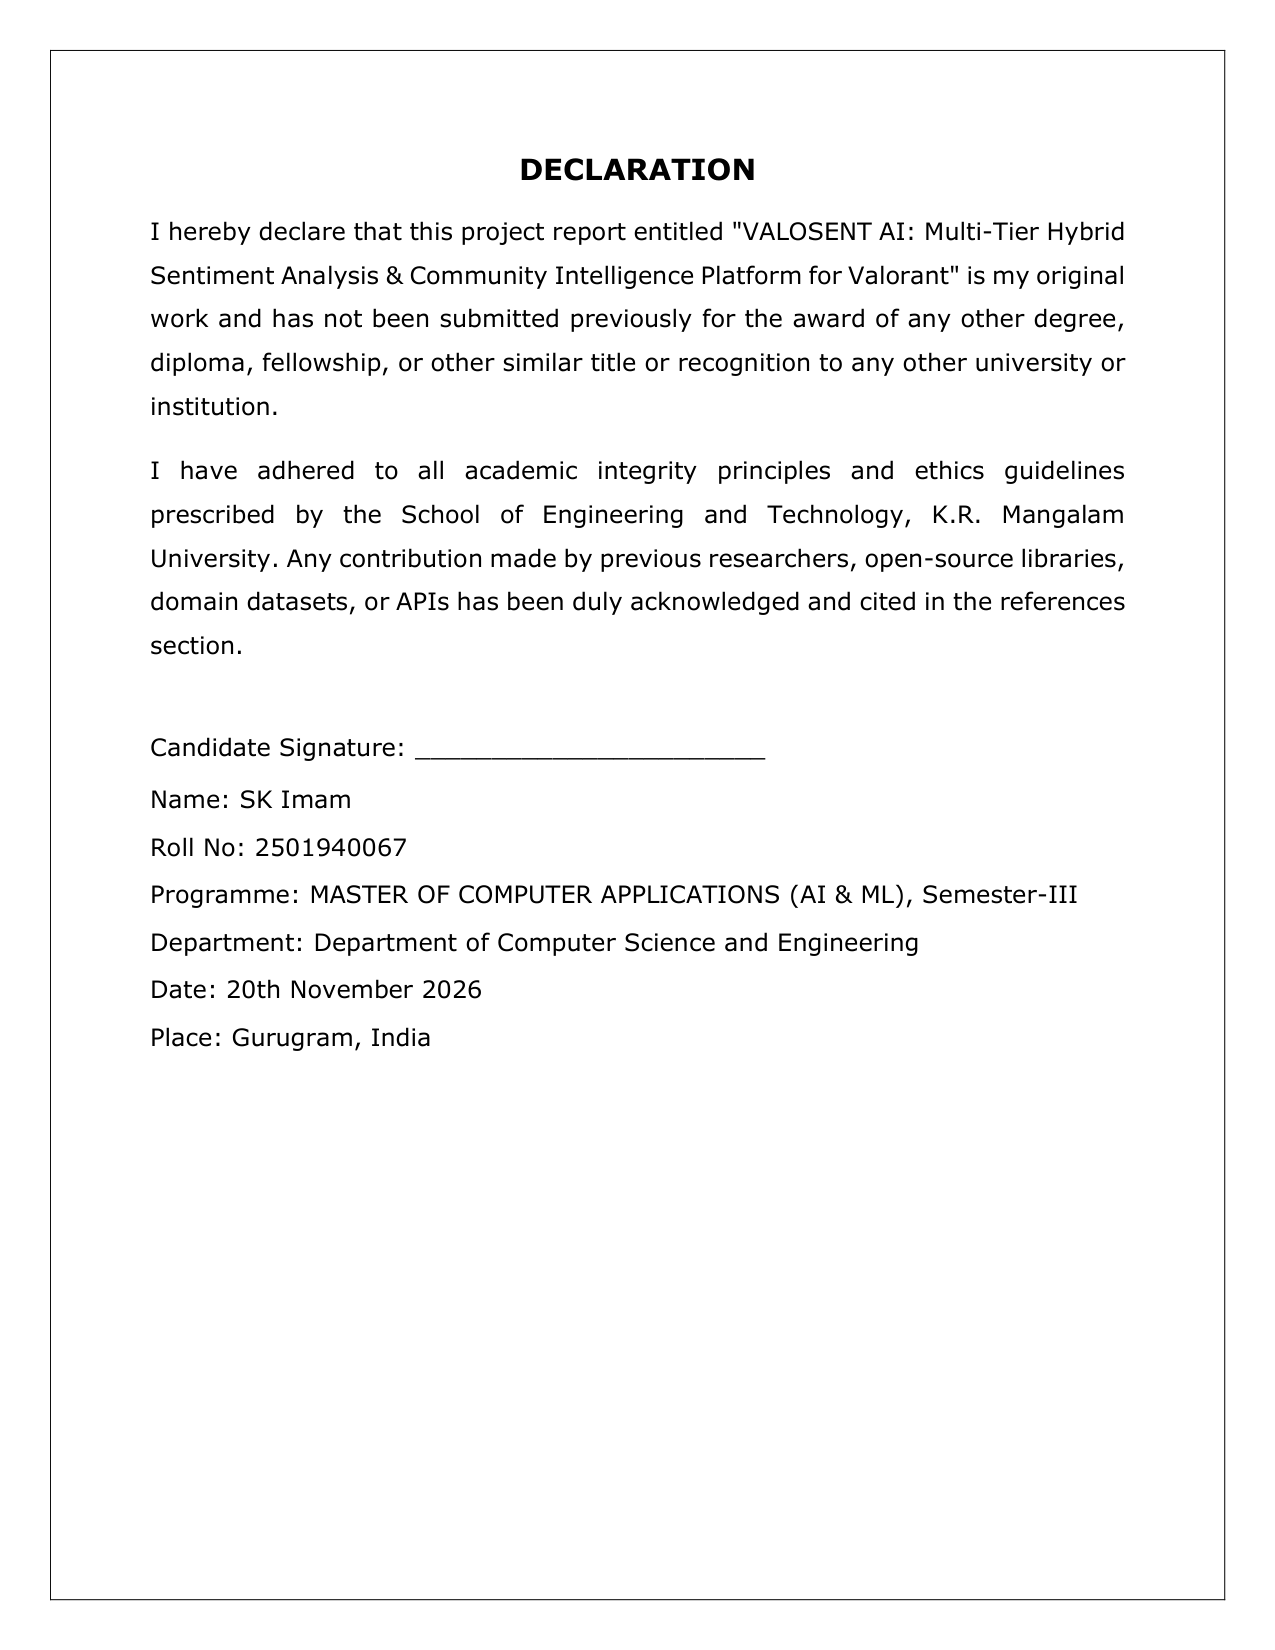 DECLARATION
I hereby declare that this project report entitled "VALOSENT AI: Multi-Tier Hybrid
Sentiment Analysis & Community Intelligence Platform for Valorant" is my original
work and has not been submitted previously for the award of any other degree,
diploma, fellowship, or other similar title or recognition to any other university or
institution.
I have adhered to all academic integrity principles and ethics guidelines
prescribed by the School of Engineering and Technology, K.R. Mangalam
University. Any contribution made by previous researchers, open-source libraries,
domain datasets, or APIs has been duly acknowledged and cited in the references
section.
Candidate Signature: _______________________
Name: SK Imam
Roll No: 2501940067
Programme: MASTER OF COMPUTER APPLICATIONS (AI & ML), Semester-III
Department: Department of Computer Science and Engineering
Date: 20th November 2026
Place: Gurugram, India